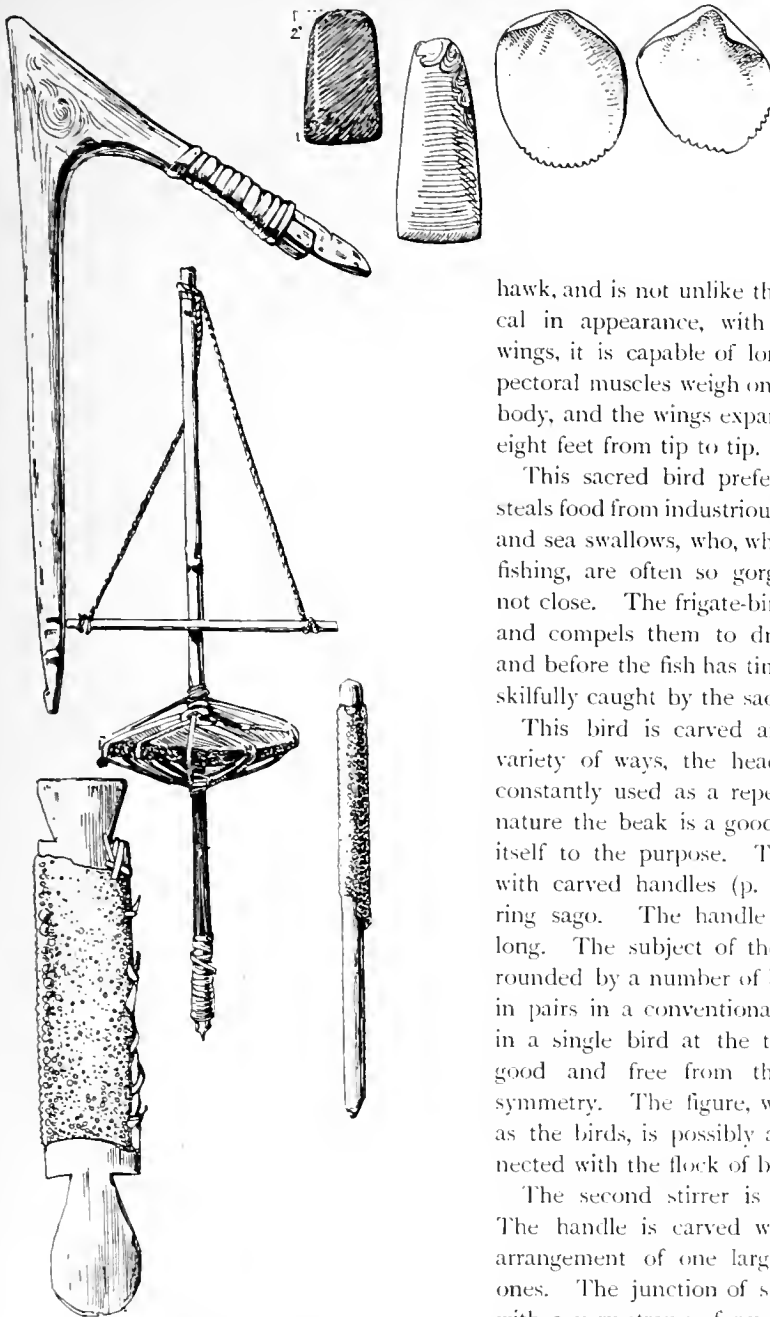 1
2"
hawk, and is not unlike th
cal in appearance, with
wings, it is capable of lon
pectoral muscles weigh on
body, and the wings expan
eight feet from tip to tip.
This sacred bird prefe
steals food from industriou
and sea swallows, who, wh
fishing, are often so gorg
not close. The frigate-bir
and compels them to dr
and before the fish has tin
skilfully caught by the sac
This bird is carved a
variety of ways, the head
constantly used as a repe
nature the beak is a good
itself to the purpose. T
with carved handles (p.
ring sago. The handle
long. The subject of the
rounded by a number of
in pairs in a conventiona
in a single bird at the t
good and free from th
symmetry. The figure, w
as the birds, is possibly a
nected with the flock of b
The second stirrer is
The handle is carved w
arrangement of one larg
ones. The junction of s